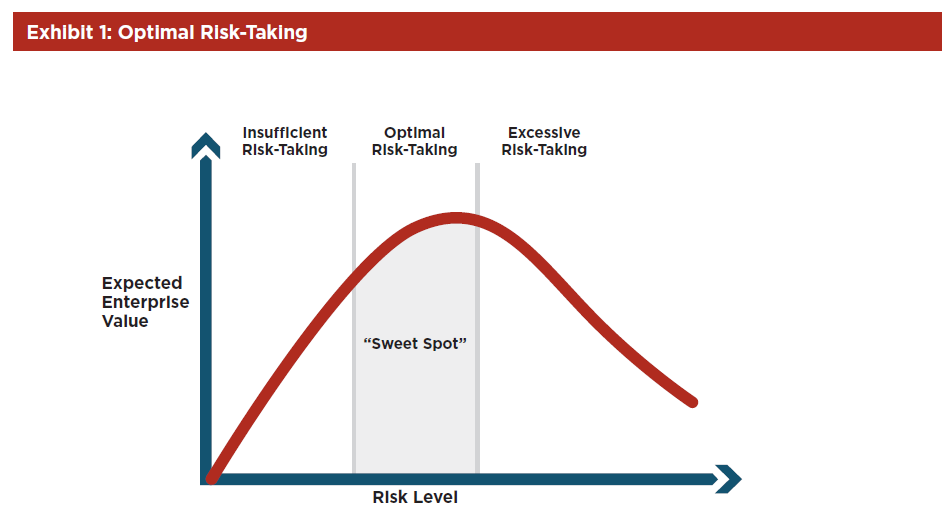 Exhibit 1: Optimal Risk-Taking
Insufficient
Risk-Taking
Optimal
Risk-Taking
Excessive
Risk-Taking
Expected
Enterprise
Value
“Sweet Spot”
Risk Level